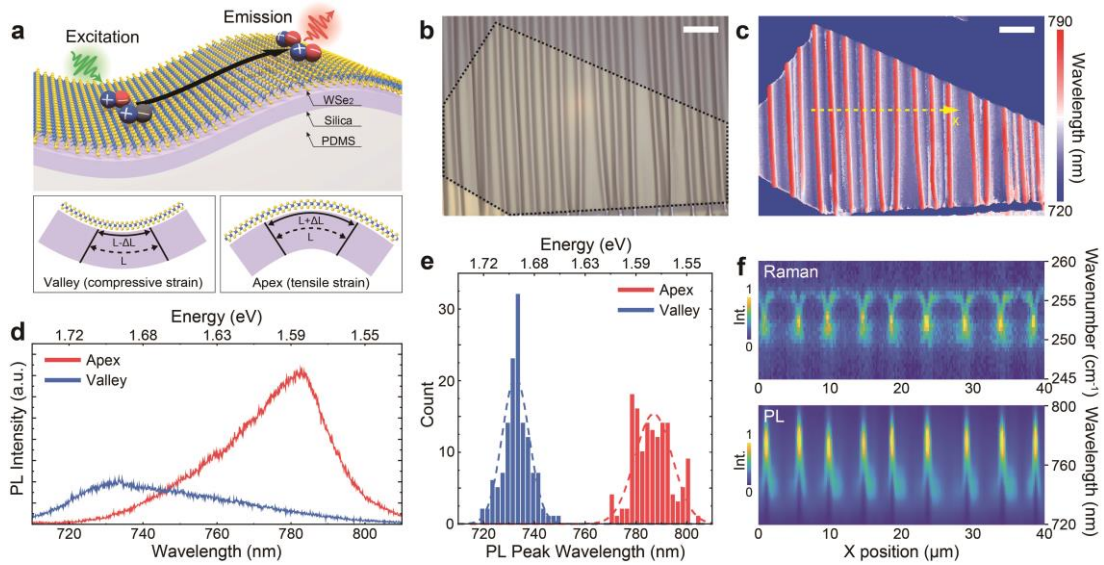 a
Excitation
Emission
WSe₂
Silica
PDMS
L-ΔL
L
Valley (compressive strain)
L+ΔL
L
Apex (tensile strain)
b
c
x
790
Wavelength (nm)
720
d
Energy (eV)
1.72 1.68 1.63 1.59 1.55
Apex
Valley
PL Intensity (a.u.)
720 740 760 780 800
Wavelength (nm)
e
Energy (eV)
1.72 1.68 1.63 1.59 1.55
Apex
Valley
Count
30
20
10
0
720 740 760 780 800
PL Peak Wavelength (nm)
f
Raman
Int.
1
0
260
255
250
245
Wavenumber (cm⁻¹)
0 10 20 30 40
PL
Int.
1
0
800
760
720
Wavelength (nm)
0 10 20 30 40
X position (μm)